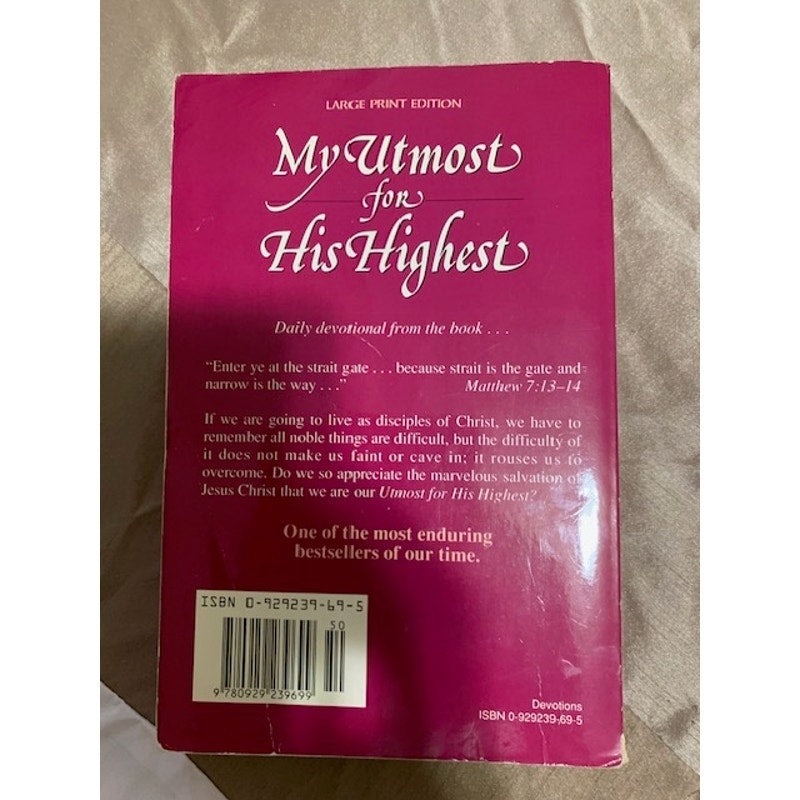 LARGE PRINT EDITION
My Utmost
for
His Highest
Daily devotional from the book . . .
“Enter ye at the strait gate . . . because strait is the gate and
narrow is the way . . .” Matthew 7:13–14
If we are going to live as disciples of Christ, we have to
remember all noble things are difficult, but the difficulty of
it does not make us faint or cave in; it rouses us to
overcome. Do we so appreciate the marvelous salvation of
Jesus Christ that we are our Utmost for His Highest?
One of the most enduring
bestsellers of our time.
ISBN 0-929239-69-5
50
9 780929 239699
Devotions
ISBN 0-929239-69-5